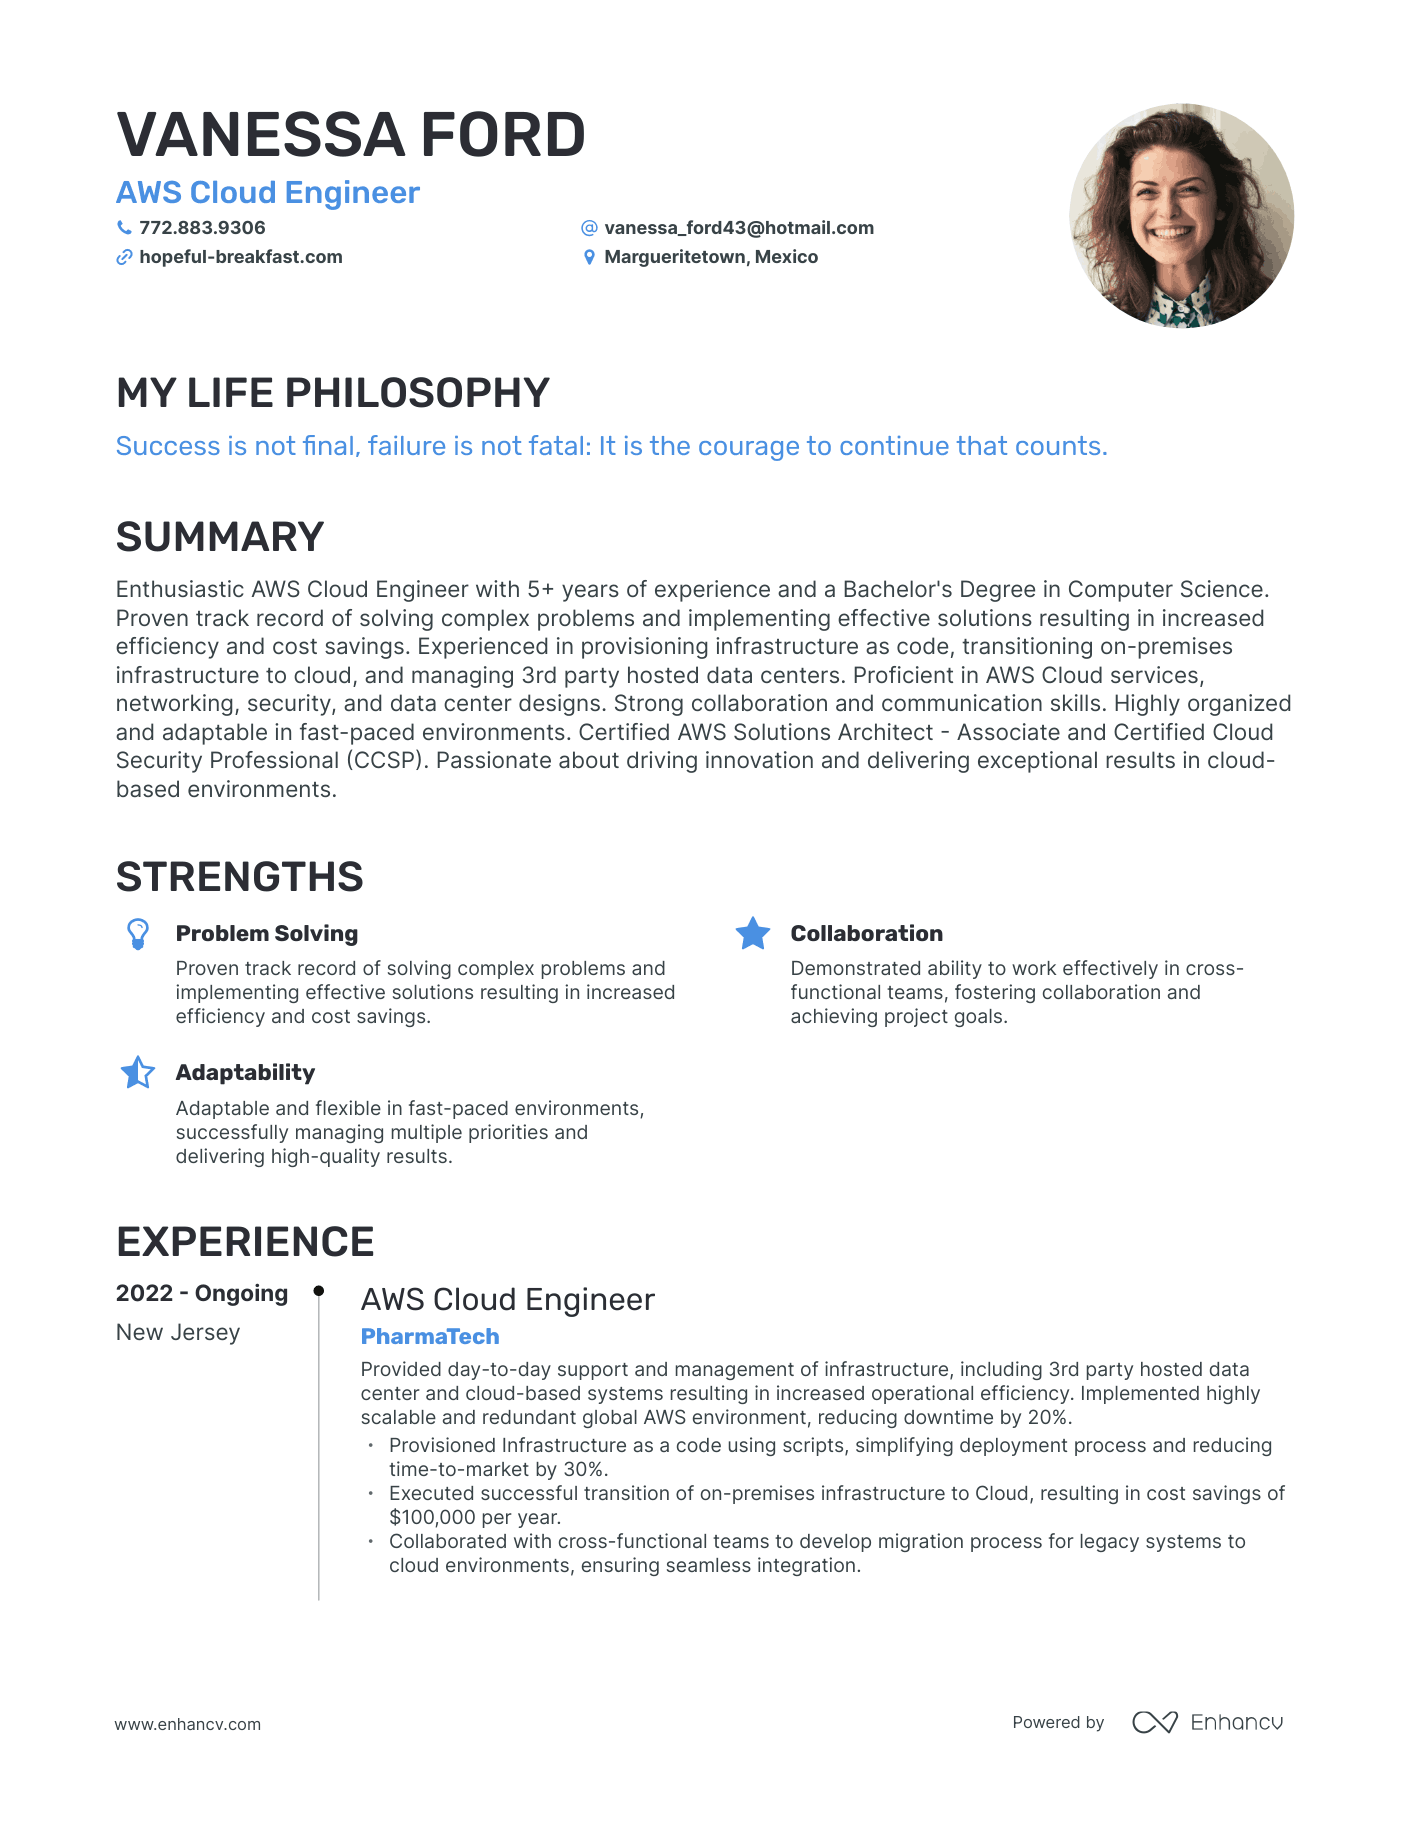 VANESSA FORD
AWS Cloud Engineer
772.883.9306
vanessa_ford43@hotmail.com
hopeful-breakfast.com
Margueritetown, Mexico
MY LIFE PHILOSOPHY
Success is not final, failure is not fatal: It is the courage to continue that counts.
SUMMARY
Enthusiastic AWS Cloud Engineer with 5+ years of experience and a Bachelor's Degree in Computer Science.
Proven track record of solving complex problems and implementing effective solutions resulting in increased
efficiency and cost savings. Experienced in provisioning infrastructure as code, transitioning on-premises
infrastructure to cloud, and managing 3rd party hosted data centers. Proficient in AWS Cloud services,
networking, security, and data center designs. Strong collaboration and communication skills. Highly organized
and adaptable in fast-paced environments. Certified AWS Solutions Architect - Associate and Certified Cloud
Security Professional (CCSP). Passionate about driving innovation and delivering exceptional results in cloud-
based environments.
STRENGTHS
Problem Solving
Proven track record of solving complex problems and
implementing effective solutions resulting in increased
efficiency and cost savings.
Collaboration
Demonstrated ability to work effectively in cross-
functional teams, fostering collaboration and
achieving project goals.
Adaptability
Adaptable and flexible in fast-paced environments,
successfully managing multiple priorities and
delivering high-quality results.
EXPERIENCE
2022 - Ongoing
New Jersey
AWS Cloud Engineer
PharmaTech
Provided day-to-day support and management of infrastructure, including 3rd party hosted data
center and cloud-based systems resulting in increased operational efficiency. Implemented highly
scalable and redundant global AWS environment, reducing downtime by 20%.
• Provisioned Infrastructure as a code using scripts, simplifying deployment process and reducing
time-to-market by 30%.
• Executed successful transition of on-premises infrastructure to Cloud, resulting in cost savings of
$100,000 per year.
• Collaborated with cross-functional teams to develop migration process for legacy systems to
cloud environments, ensuring seamless integration.
www.enhancv.com
Powered by
Enhancv